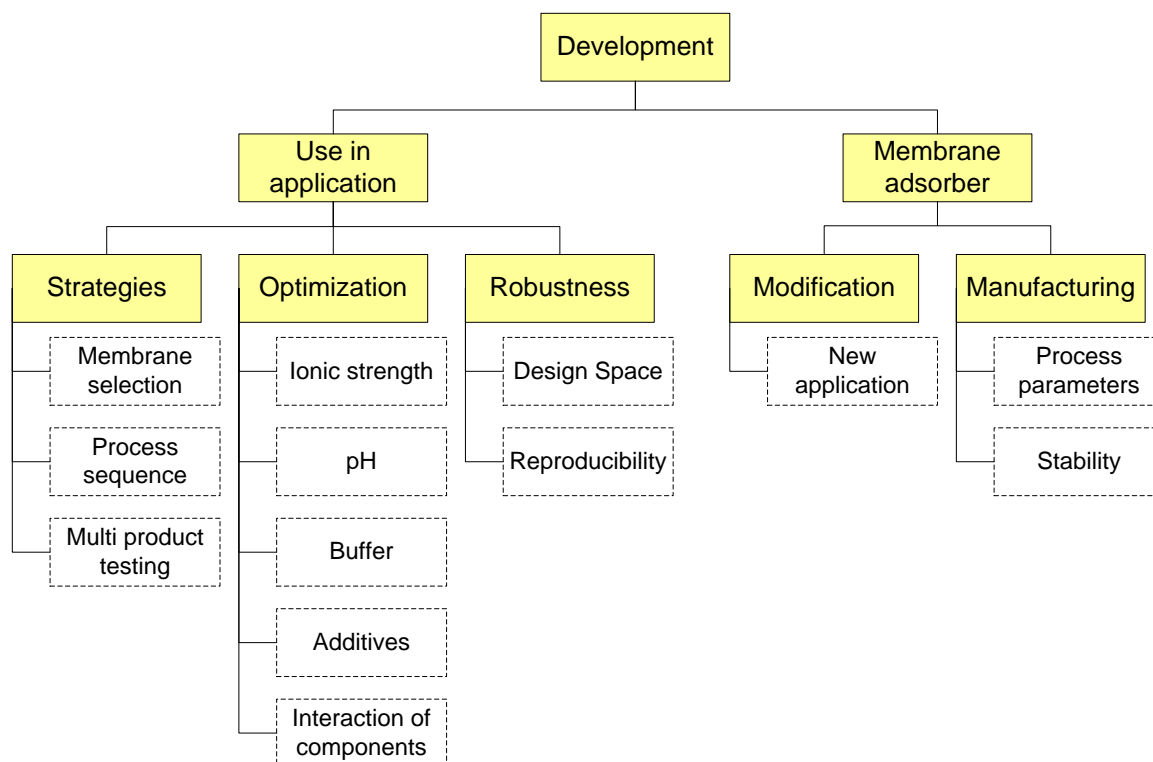 Development
Use in
application
Membrane
adsorber
Strategies
Optimization
Robustness
Modification
Manufacturing
Membrane
selection
Ionic strength
Design Space
New
application
Process
parameters
Process
sequence
pH
Reproducibility
Stability
Multi product
testing
Buffer
Additives
Interaction of
components